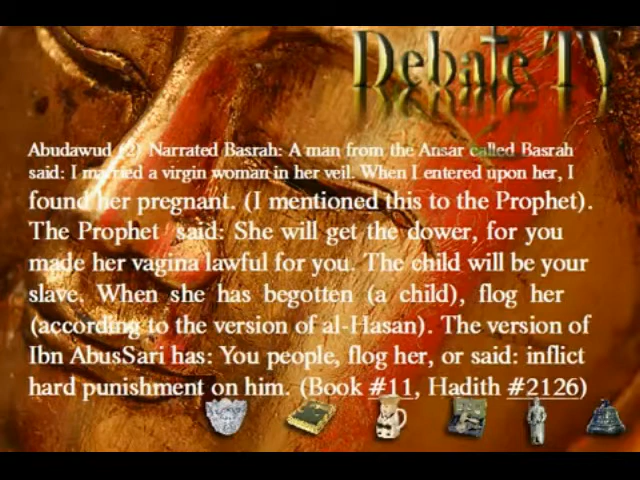 Debate TV
Abudawud (2) Narrated Basrah: A man from the Ansar called Basrah
said: I married a virgin woman in her veil. When I entered upon her, I
found her pregnant. (I mentioned this to the Prophet).
The Prophet said: She will get the dower, for you
made her vagina lawful for you. The child will be your
slave. When she has begotten (a child), flog her
(according to the version of al-Hasan). The version of
Ibn AbusSari has: You people, flog her, or said: inflict
hard punishment on him. (Book #11, Hadith #2126)